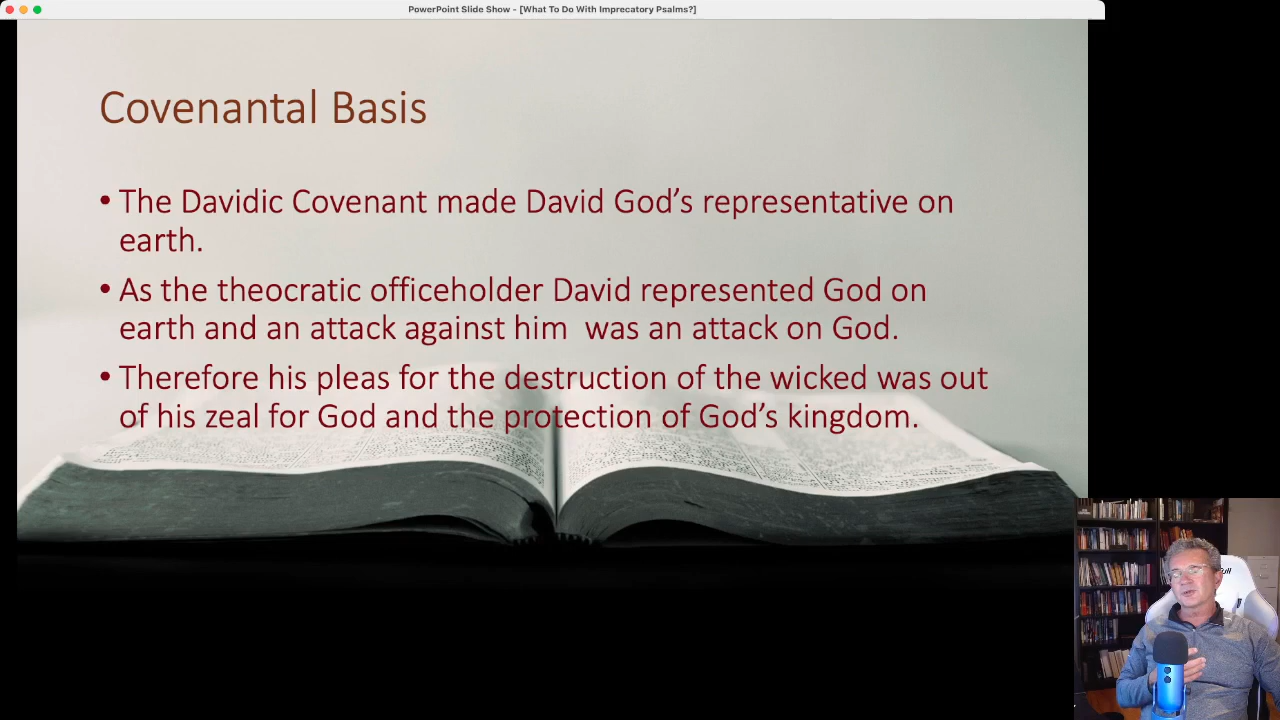 PowerPoint Slide Show - [What To Do With Imprecatory Psalms?]
Covenantal Basis
• The Davidic Covenant made David God’s representative on
earth.
• As the theocratic officeholder David represented God on
earth and an attack against him  was an attack on God.
• Therefore his pleas for the destruction of the wicked was out
of his zeal for God and the protection of God’s kingdom.